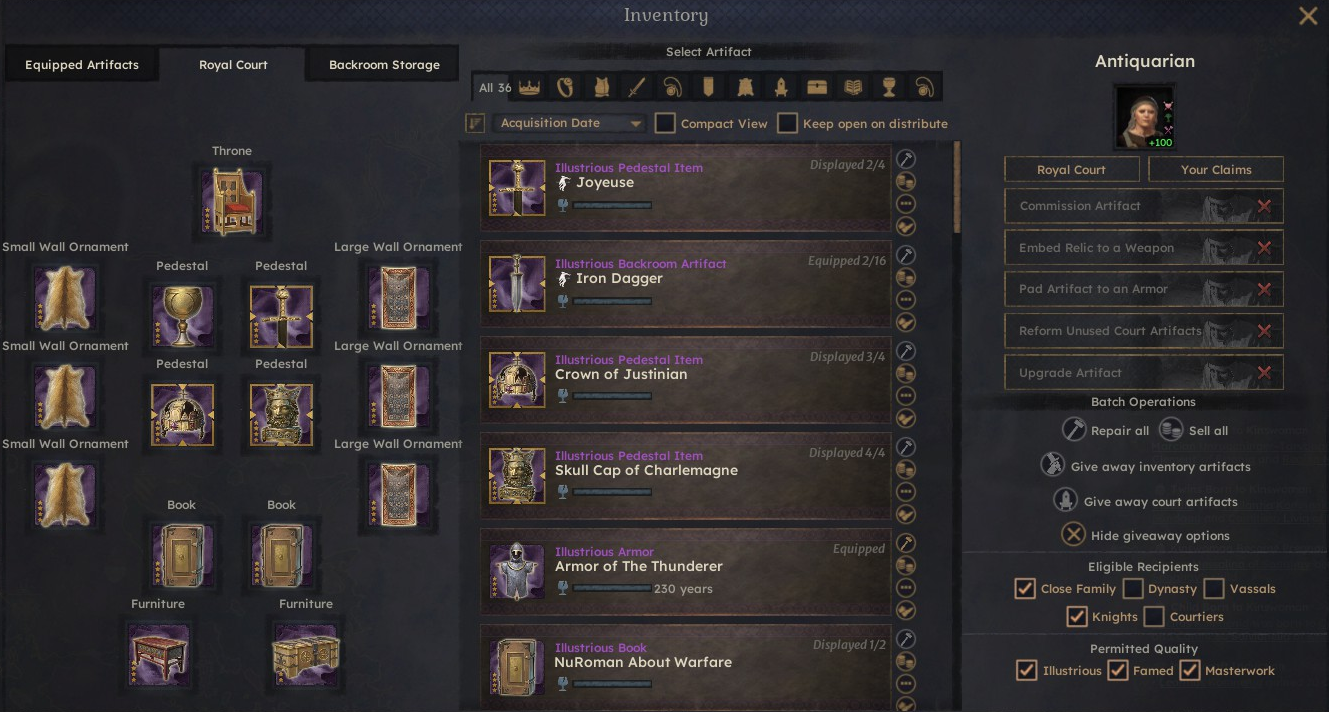 Inventory
Equipped Artifacts
Royal Court
Backroom Storage
Throne
Small Wall Ornament
Large Wall Ornament
Pedestal
Pedestal
Small Wall Ornament
Large Wall Ornament
Pedestal
Pedestal
Small Wall Ornament
Large Wall Ornament
Book
Book
Furniture
Furniture
Select Artifact
All 36
Acquisition Date
Compact View
Keep open on distribute
Illustrious Pedestal Item
Displayed 2/4
Joyeuse
Illustrious Backroom Artifact
Equipped 2/16
Iron Dagger
Illustrious Pedestal Item
Displayed 3/4
Crown of Justinian
Illustrious Pedestal Item
Displayed 4/4
Skull Cap of Charlemagne
Illustrious Armor
Equipped
Armor of The Thunderer
230 years
Illustrious Book
Displayed 1/2
NuRoman About Warfare
Antiquarian
+100
Royal Court
Your Claims
Commission Artifact
Embed Relic to a Weapon
Pad Artifact to an Armor
Reform Unused Court Artifacts
Upgrade Artifact
Batch Operations
Repair all
Sell all
Give away inventory artifacts
Give away court artifacts
Hide giveaway options
Eligible Recipients
Close Family
Dynasty
Vassals
Knights
Courtiers
Permitted Quality
Illustrious
Famed
Masterwork